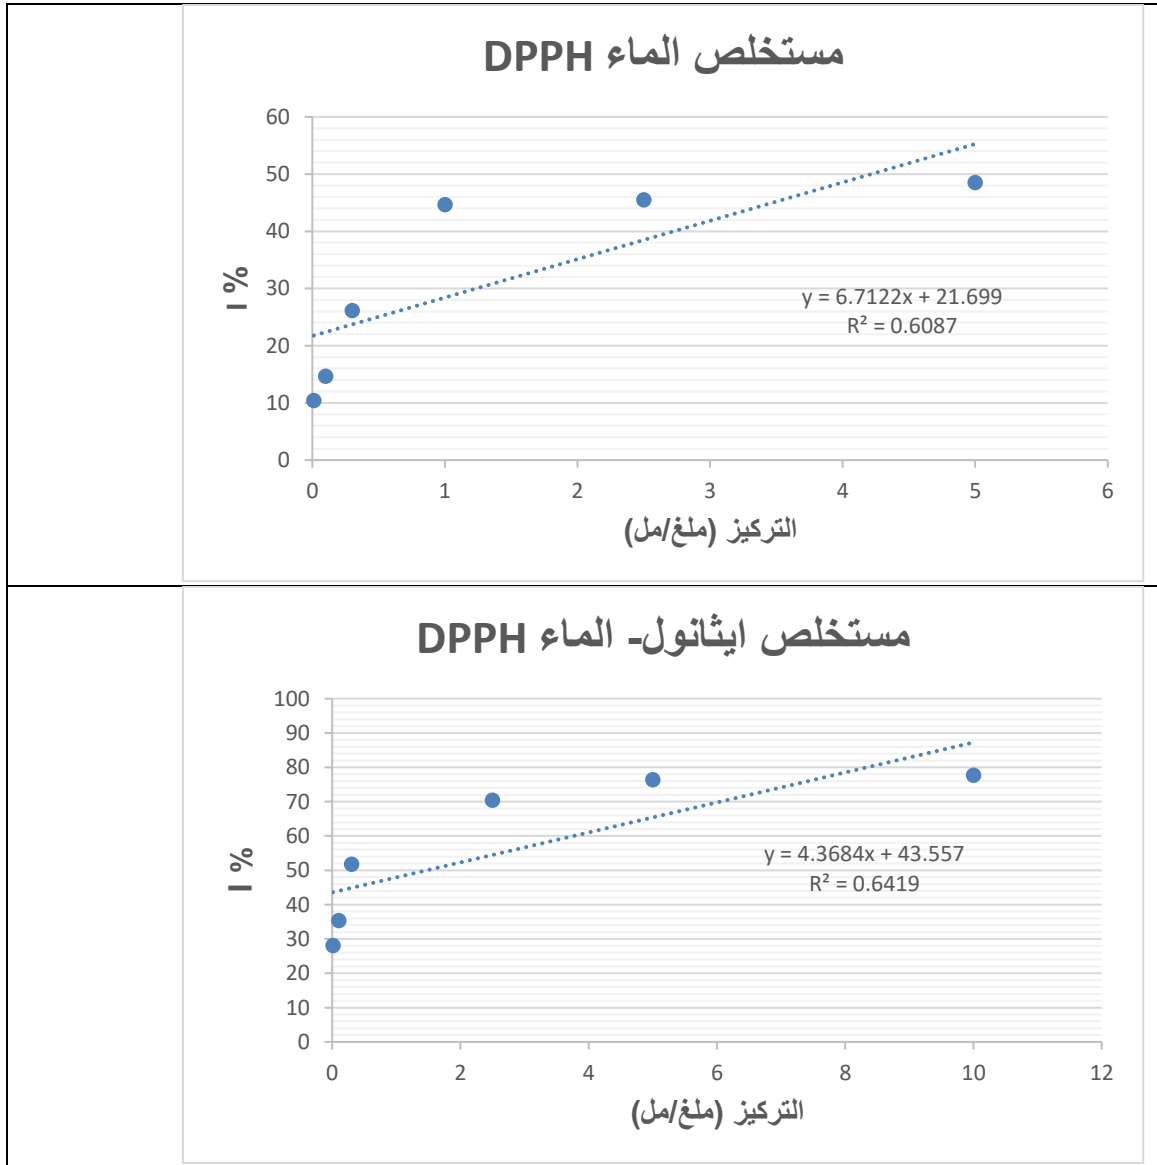 مستخلص الماء DPPH
60
50
40
30
20
10
0
I %
y = 6.7122x + 21.699
R² = 0.6087
0 1 2 3 4 5 6
التركيز (ملغ/مل)
مستخلص ايثانول- الماء DPPH
100
90
80
70
60
50
40
30
20
10
0
I %
y = 4.3684x + 43.557
R² = 0.6419
0 2 4 6 8 10 12
التركيز (ملغ/مل)